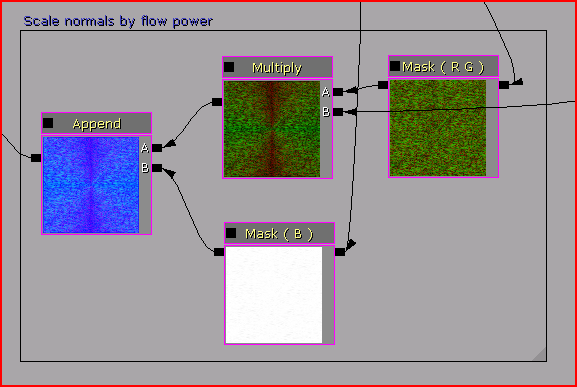 Scale normals by flow power
Multiply
A
B
Mask ( R G )
Append
A
B
Mask ( B )